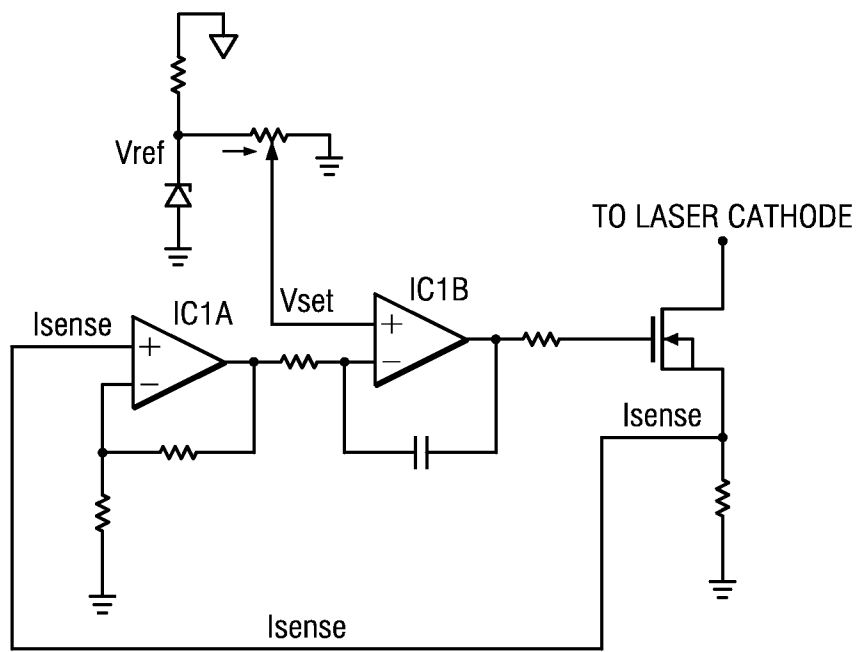 Vref
TO LASER CATHODE
IC1B
Vset
IC1A
Isense
+
+
−
−
Isense
Isense